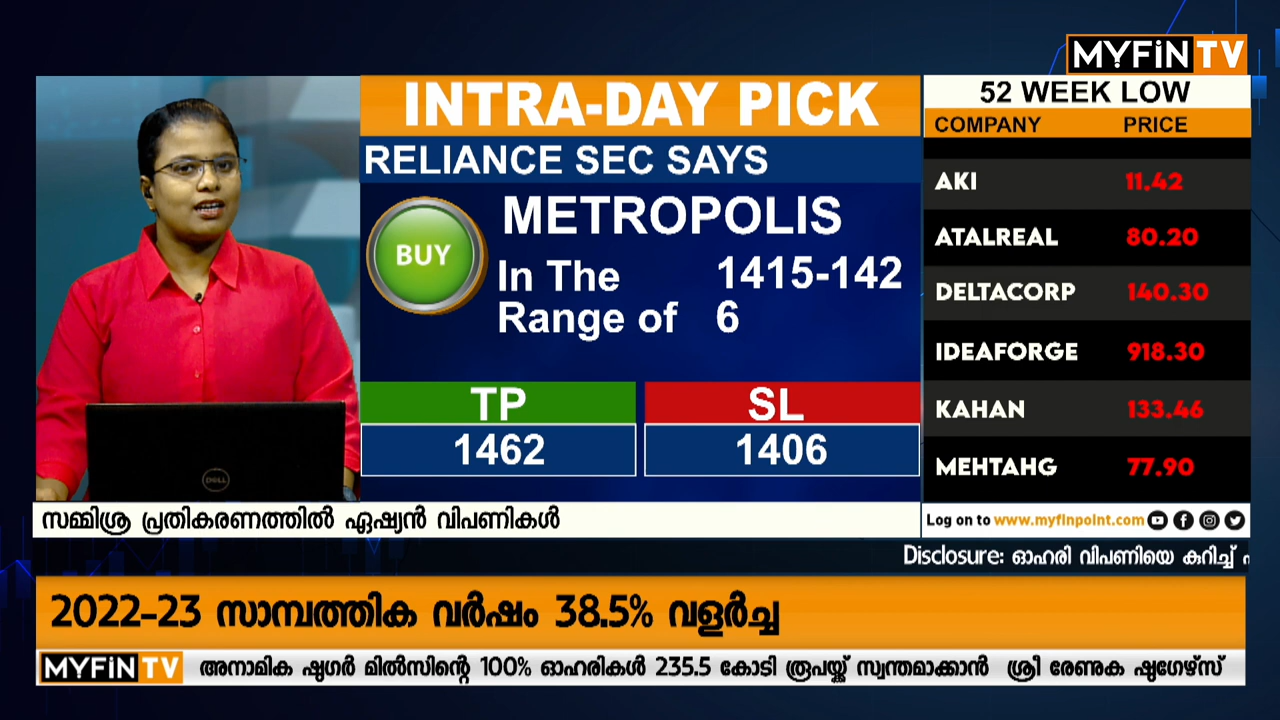 MYFiN TV
INTRA-DAY PICK
RELIANCE SEC SAYS
BUY
METROPOLIS
In The
Range of
1415-142
6
TP
SL
1462
1406
52 WEEK LOW
COMPANY PRICE
AKI 11.42
ATALREAL 80.20
DELTACORP 140.30
IDEAFORGE 918.30
KAHAN 133.46
MEHTAHG 77.90
DELL
സമ്മിശ്ര പ്രതികരണത്തിൽ ഏഷ്യൻ വിപണികൾ
Log on to www.myfinpoint.com
Disclosure: ഓഹരി വിപണിയെ കുറിച്ച്
2022-23 സാമ്പത്തിക വർഷം 38.5% വളർച്ച
MYFiN TV അനാമിക ഷുഗർ മിൽസിന്റെ 100% ഓഹരികൾ 235.5 കോടി രൂപയ്ക്ക് സ്വന്തമാക്കാൻ ശ്രീ രേണുക ഷുഗേഴ്സ്